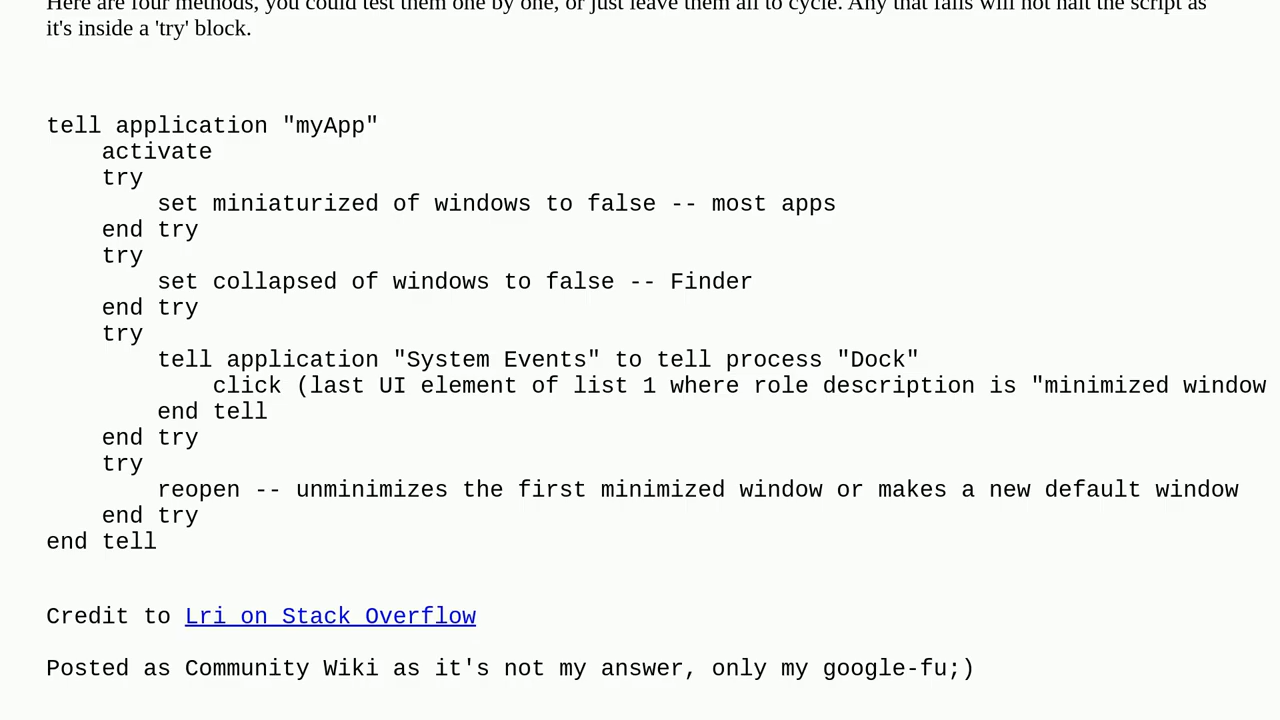 Here are four methods, you could test them one by one, or just leave them all to cycle. Any that fails will not halt the script as
it's inside a 'try' block.
tell application "myApp"
    activate
    try
        set miniaturized of windows to false -- most apps
    end try
    try
        set collapsed of windows to false -- Finder
    end try
    try
        tell application "System Events" to tell process "Dock"
            click (last UI element of list 1 where role description is "minimized window
        end tell
    end try
    try
        reopen -- unminimizes the first minimized window or makes a new default window
    end try
end tell
Credit to Lri on Stack Overflow
Posted as Community Wiki as it's not my answer, only my google-fu;)